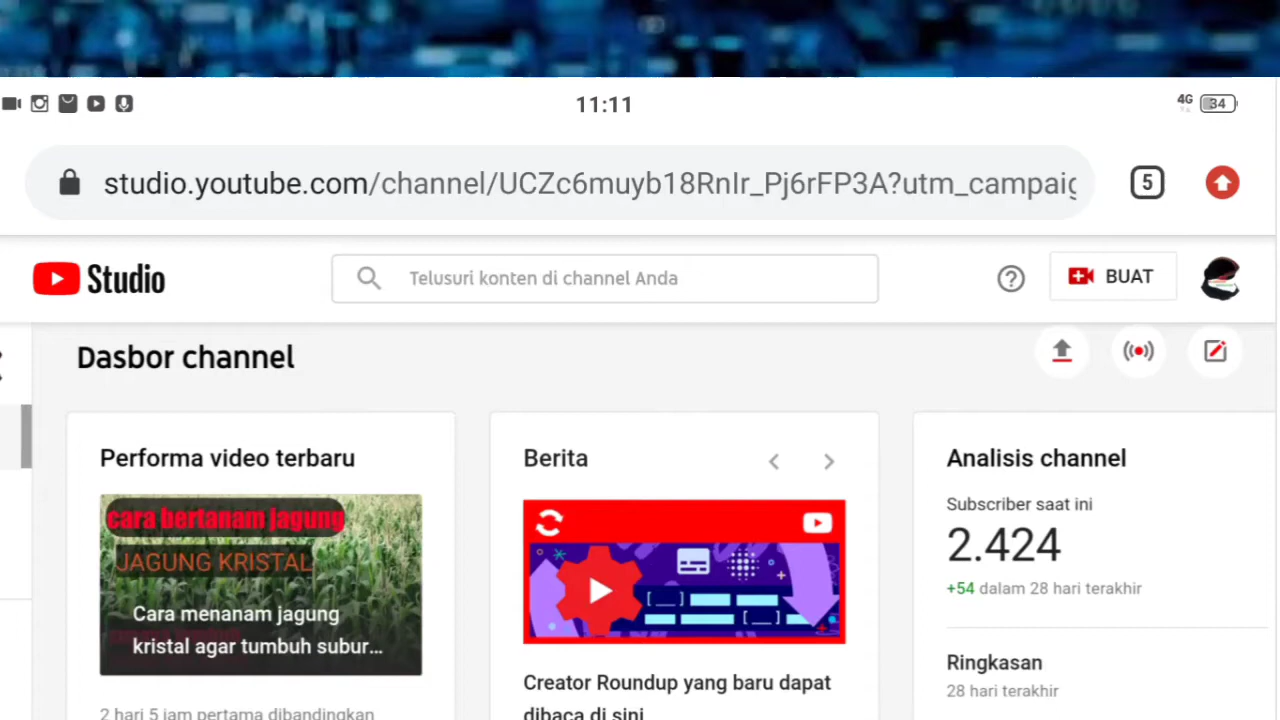 11:11
4G
34
studio.youtube.com/channel/UCZc6muyb18RnIr_Pj6rFP3A?utm_campaig
5
Studio
Telusuri konten di channel Anda
BUAT
Dasbor channel
Performa video terbaru
cara bertanam jagung
JAGUNG KRISTAL
Cara menanam jagung
kristal agar tumbuh subur...
2 hari 5 jam pertama dibandingkan
Berita
Creator Roundup yang baru dapat
dibaca di sini
Analisis channel
Subscriber saat ini
2.424
+54 dalam 28 hari terakhir
Ringkasan
28 hari terakhir